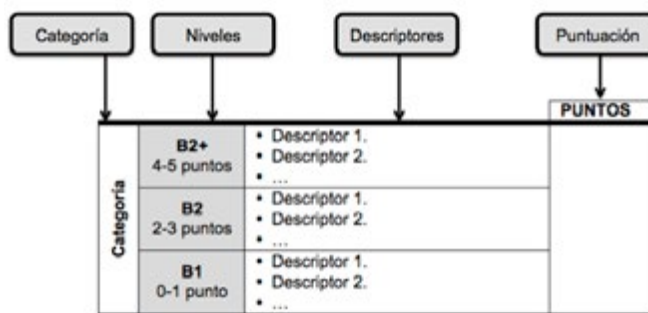 Categoría
Niveles
Descriptores
Puntuación
PUNTOS
Categoría
B2+
4-5 puntos
• Descriptor 1.
• Descriptor 2.
• ...
B2
2-3 puntos
• Descriptor 1.
• Descriptor 2.
• ...
B1
0-1 punto
• Descriptor 1.
• Descriptor 2.
• ...